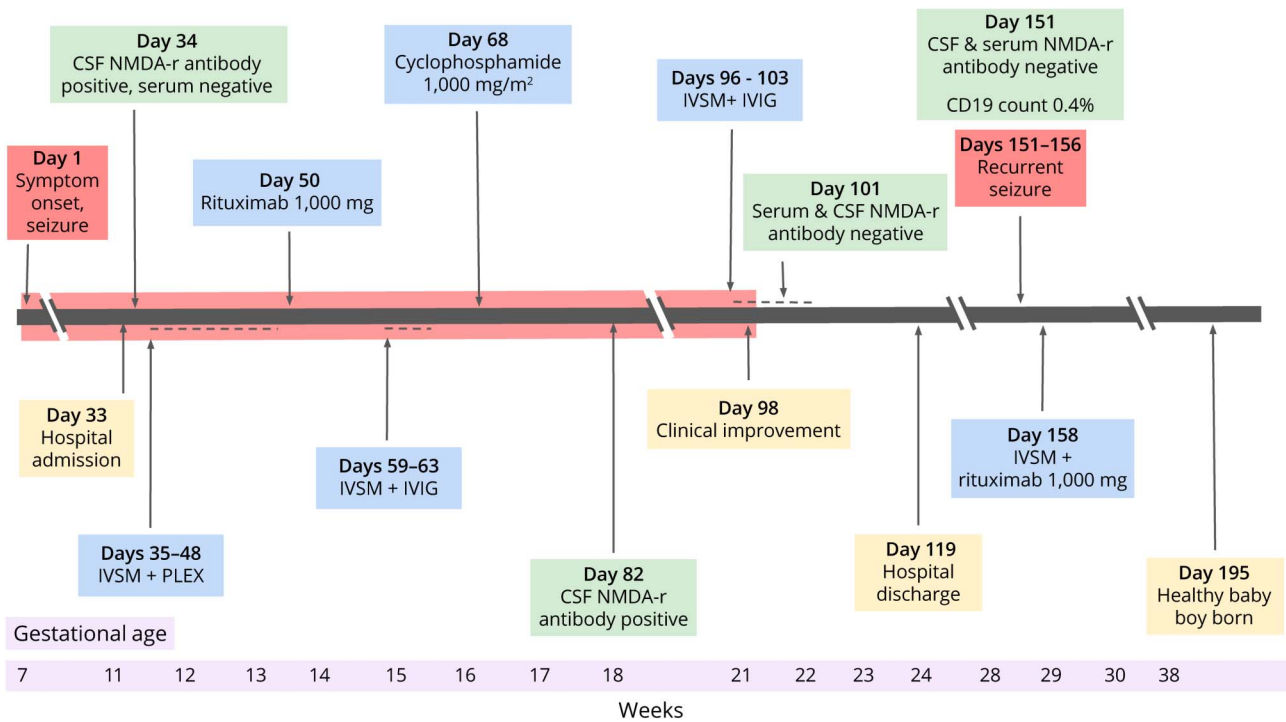 Day 34
CSF NMDA-r antibody
positive, serum negative
Day 68
Cyclophosphamide
1,000 mg/m²
Day 151
CSF & serum NMDA-r
antibody negative
CD19 count 0.4%
Days 96 - 103
IVSM+ IVIG
Day 1
Symptom
onset,
seizure
Day 50
Rituximab 1,000 mg
Day 101
Serum & CSF NMDA-r
antibody negative
Days 151–156
Recurrent
seizure
Day 33
Hospital
admission
Days 35–48
IVSM + PLEX
Days 59–63
IVSM + IVIG
Day 82
CSF NMDA-r
antibody positive
Day 98
Clinical improvement
Day 119
Hospital
discharge
Day 158
IVSM +
rituximab 1,000 mg
Day 195
Healthy baby
boy born
Gestational age
7 11 12 13 14 15 16 17 18 21 22 23 24 28 29 30 38
Weeks